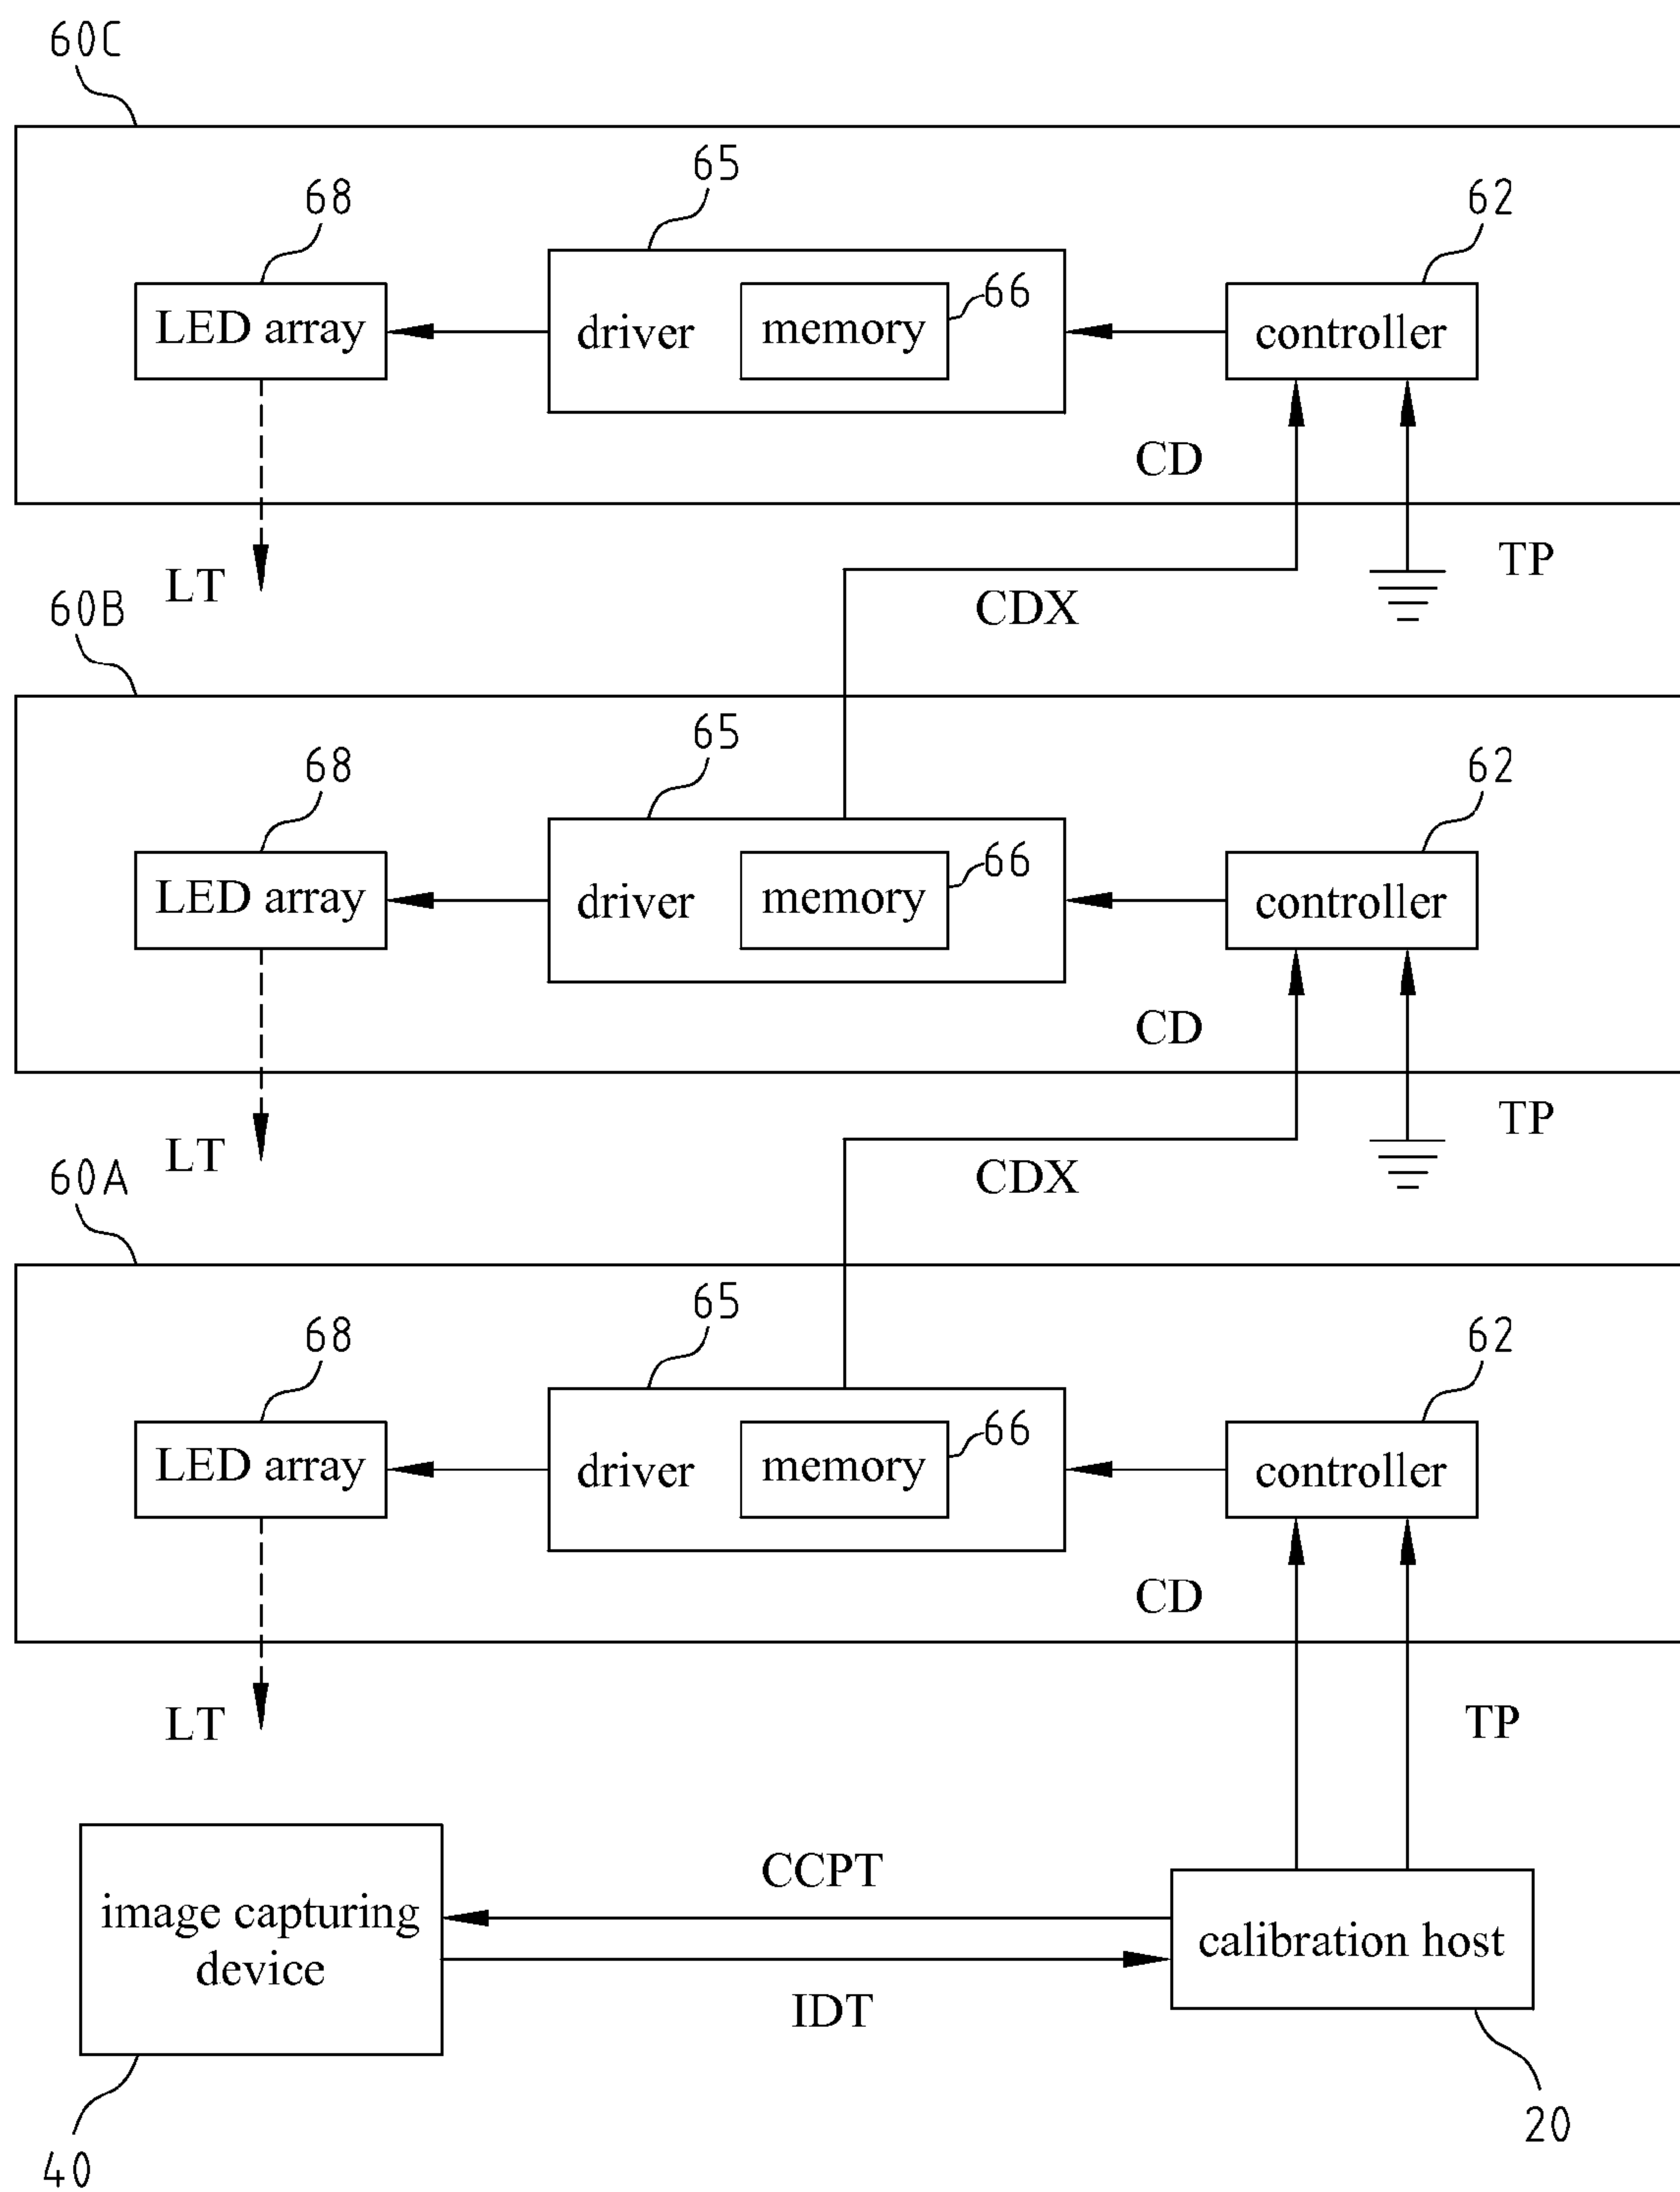 60C
65
68
62
66
LED array
driver
memory
controller
CD
TP
LT
CDX
60B
65
68
62
66
LED array
driver
memory
controller
CD
TP
LT
CDX
60A
65
68
62
66
LED array
driver
memory
controller
CD
LT
TP
CCPT
image capturing
device
calibration host
IDT
20
40